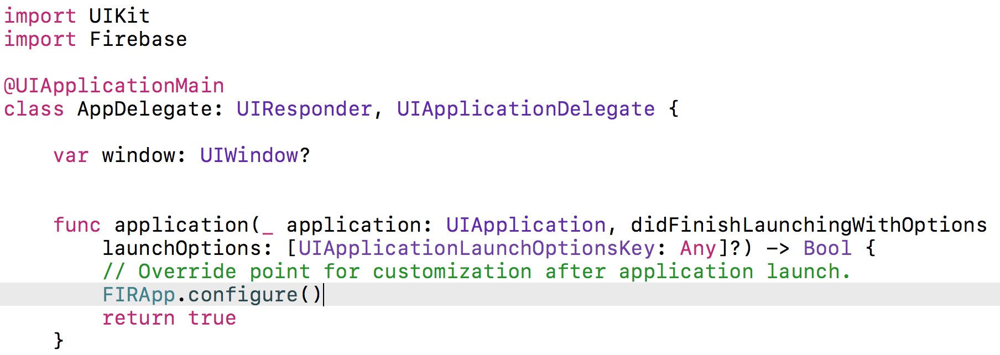 import UIKit
import Firebase
@UIApplicationMain
class AppDelegate: UIResponder, UIApplicationDelegate {
var window: UIWindow?
func application(_ application: UIApplication, didFinishLaunchingWithOptions
launchOptions: [UIApplicationLaunchOptionsKey: Any]?) -> Bool {
// Override point for customization after application launch.
FIRApp.configure()
return true
}